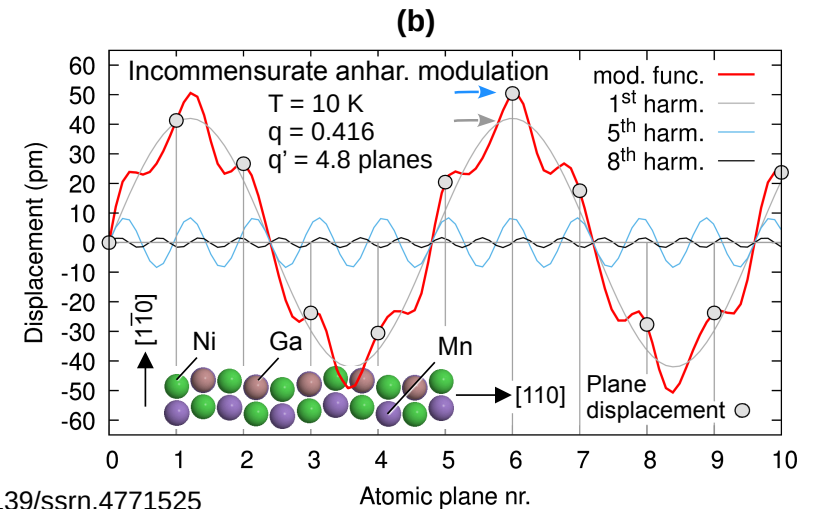 (b)
Incommensurate anhar. modulation
T = 10 K
q = 0.416
q' = 4.8 planes
mod. func.
1st harm.
5th harm.
8th harm.
Displacement (pm)
60
50
40
30
20
10
0
-10
-20
-30
-40
-50
-60
[11̅0]
Ni
Ga
Mn
[110]
Plane
displacement
0 1 2 3 4 5 6 7 8 9 10
Atomic plane nr.
.39/ssrn.4771525